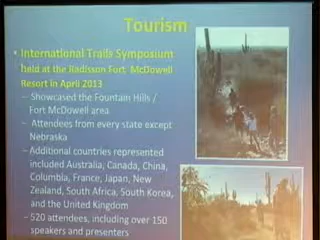 Tourism
• International Trails Symposium
held at the Radisson Fort McDowell
Resort in April 2013
– Showcased the Fountain Hills /
Fort McDowell area
– Attendees from every state except
Nebraska
– Additional countries represented
included Australia, Canada, China,
Columbia, France, Japan, New
Zealand, South Africa, South Korea,
and the United Kingdom
– 520 attendees, including over 150
speakers and presenters